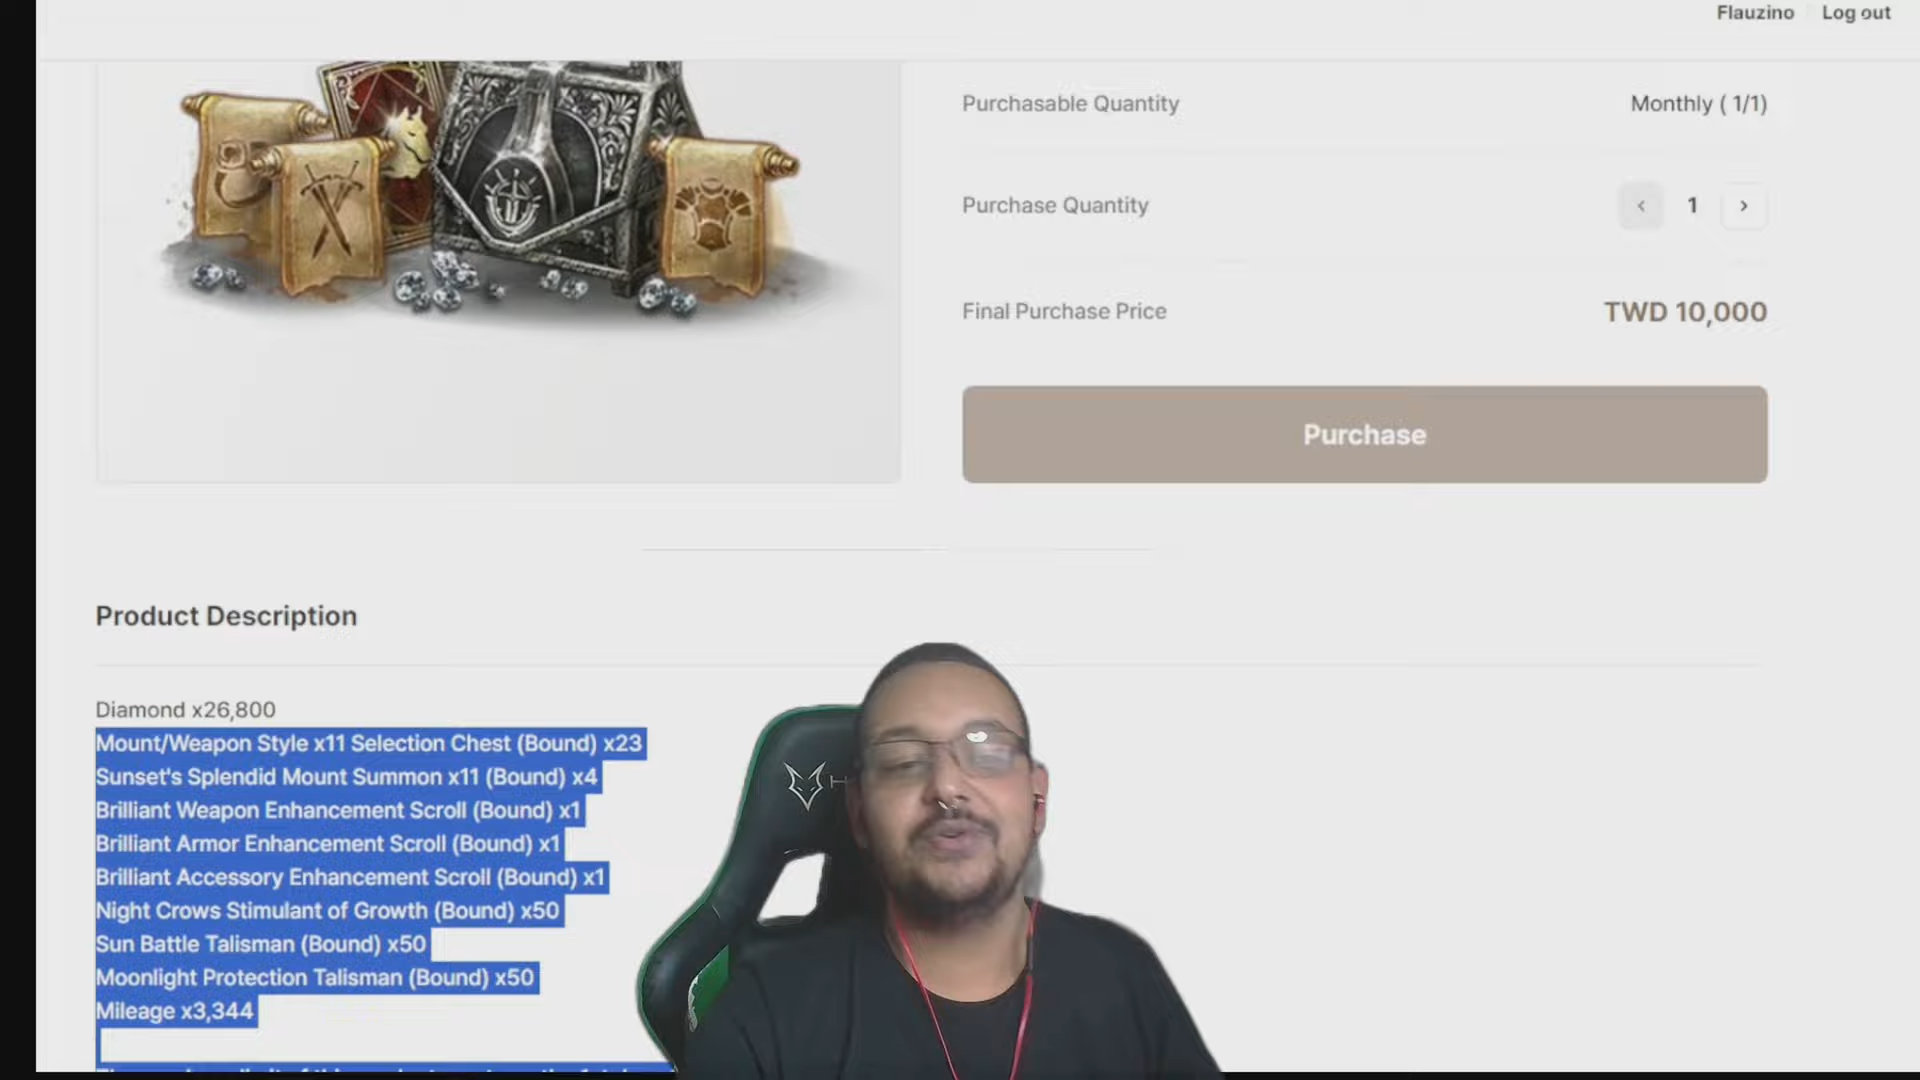 Flauzino Log out
Purchasable Quantity Monthly ( 1/1)
Purchase Quantity < 1 >
Final Purchase Price TWD 10,000
Purchase
Product Description
Diamond x26,800
Mount/Weapon Style x11 Selection Chest (Bound) x23
Sunset's Splendid Mount Summon x11 (Bound) x4
Brilliant Weapon Enhancement Scroll (Bound) x1
Brilliant Armor Enhancement Scroll (Bound) x1
Brilliant Accessory Enhancement Scroll (Bound) x1
Night Crows Stimulant of Growth (Bound) x50
Sun Battle Talisman (Bound) x50
Moonlight Protection Talisman (Bound) x50
Mileage x3,344